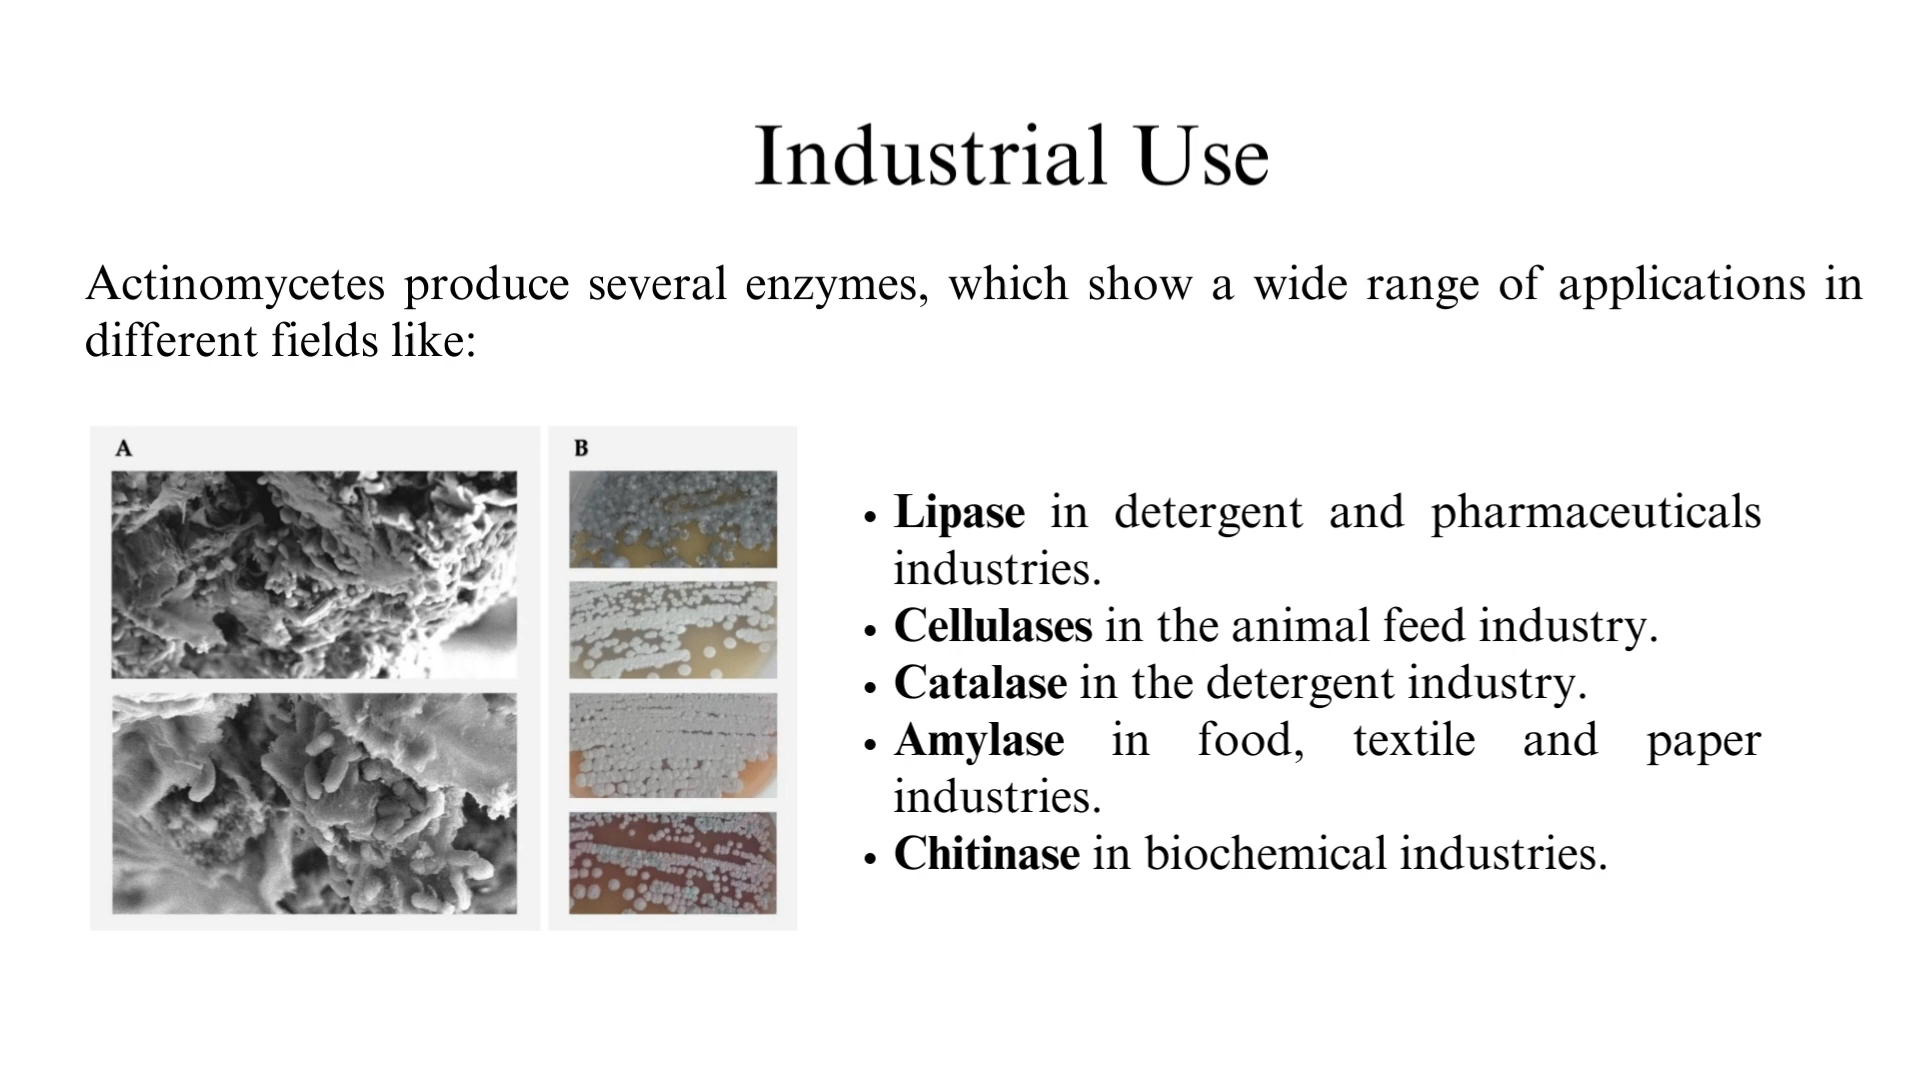 Industrial Use
Actinomycetes produce several enzymes, which show a wide range of applications in
different fields like:
A
B
• Lipase in detergent and pharmaceuticals
industries.
• Cellulases in the animal feed industry.
• Catalase in the detergent industry.
• Amylase in food, textile and paper
industries.
• Chitinase in biochemical industries.